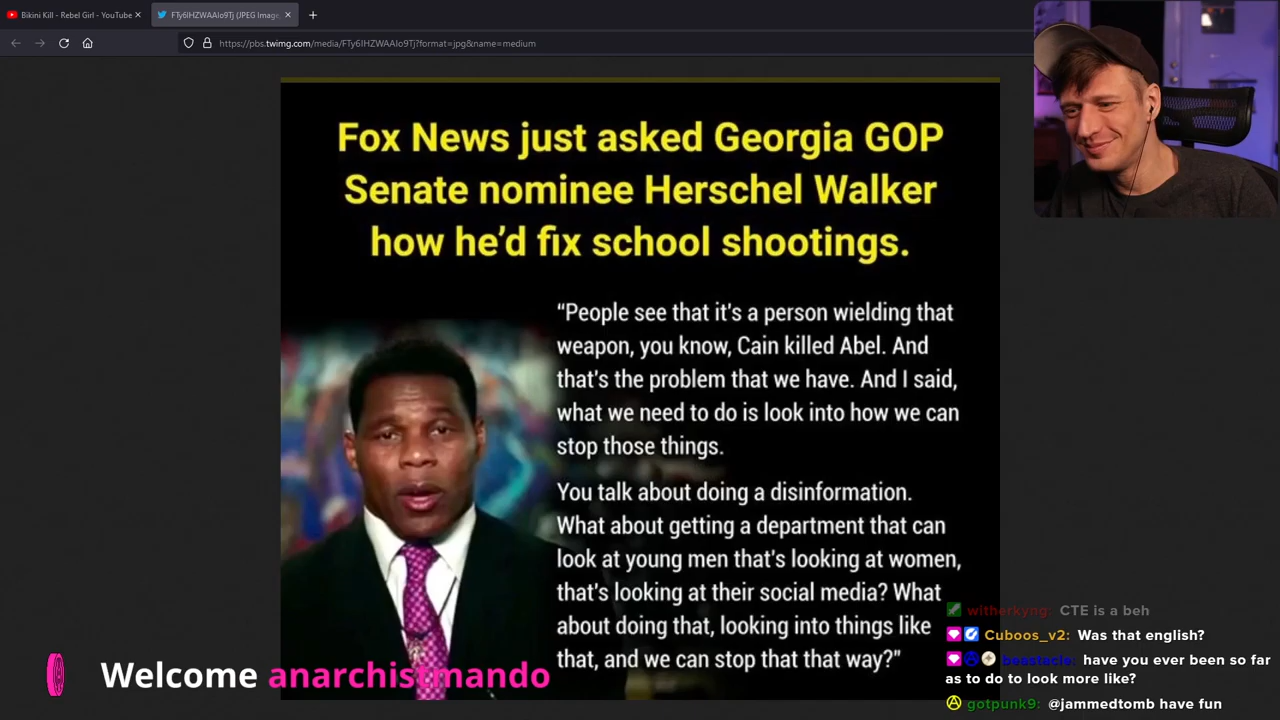 Bikini Kill - Rebel Girl - YouTube
FTy6IHZWAAIo9Tj (JPEG Image,
https://pbs.twimg.com/media/FTy6IHZWAAIo9Tj?format=jpg&name=medium
Fox News just asked Georgia GOP
Senate nominee Herschel Walker
how he'd fix school shootings.
“People see that it's a person wielding that
weapon, you know, Cain killed Abel. And
that's the problem that we have. And I said,
what we need to do is look into how we can
stop those things.
You talk about doing a disinformation.
What about getting a department that can
look at young men that's looking at women,
that's looking at their social media? What
about doing that, looking into things like
that, and we can stop that that way?”
witherkyng: CTE is a beh
Cuboos_v2: Was that english?
beastacle: have you ever been so far
as to do to look more like?
gotpunk9: @jammedtomb have fun
Welcome anarchistmando